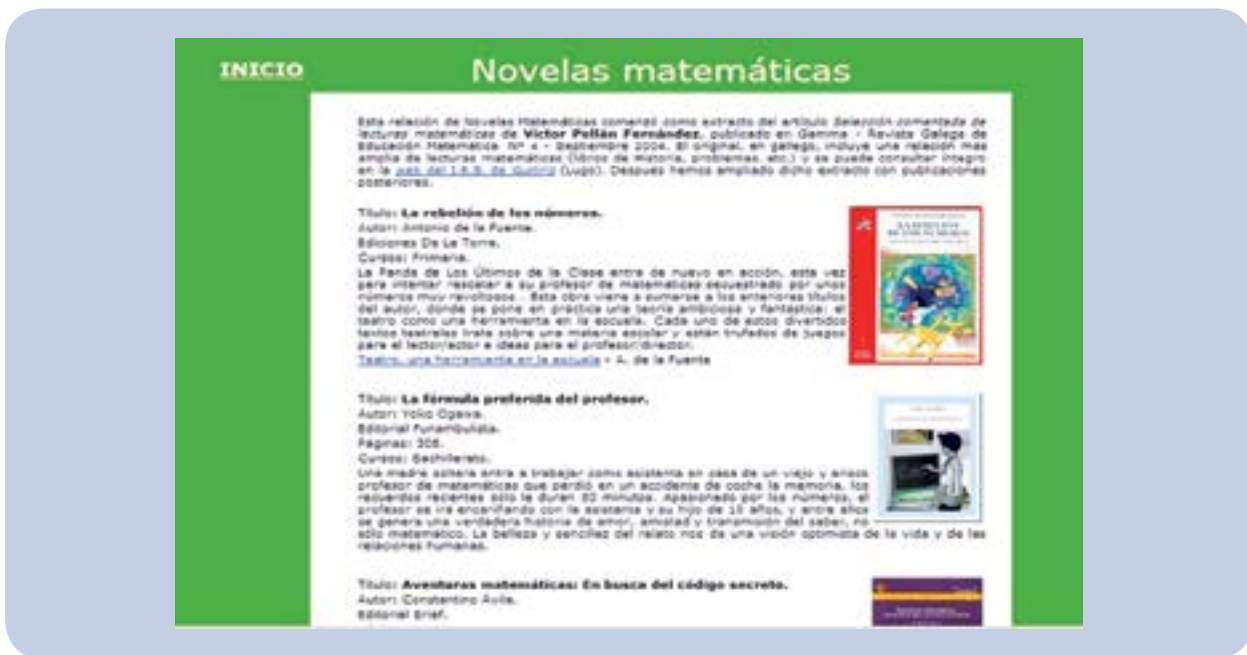 INICIO
Novelas matemáticas
Esta relación de Novelas Matemáticas comenzó como extracto del artículo Selección comentada de
lecturas matemáticas de Víctor Pellán Fernández, publicado en Gamma - Revista Galega de
Educación Matemática Nº 4 - Septiembre 2004. El original, en gallego, incluye una relación más
amplia de lecturas matemáticas (libros de historia, problemas, etc.) y se puede consultar íntegro
en la web del I.E.S. de (Lugo). Después hemos ampliado dicho extracto con publicaciones
posteriores.
Título: La rebelión de los números.
Autor: Antonio de la Fuente.
Ediciones De La Torre.
Cursos: Primaria.
La Panda de Los Últimos de la Clase entra de nuevo en acción, esta vez
para intentar rescatar a su profesor de matemáticas secuestrado por unos
números muy revoltosos. Esta obra viene a sumarse a los anteriores títulos
del autor, donde se pone en práctica una teoría ambiciosa y fantástica: el
teatro como una herramienta en la escuela. Cada uno de estos divertidos
textos teatrales trata sobre una materia escolar y están trufados de juegos
para el lector/actor e ideas para el profesor/director.
Teatro, una herramienta en la escuela - A. de la Fuente
LA REBELIÓN
DE LOS NÚMEROS
Título: La fórmula preferida del profesor.
Autor: Yoko Ogawa.
Editorial Funambulista.
Páginas: 308.
Cursos: Bachillerato.
Una madre soltera entra a trabajar como asistenta en casa de un viejo y arisco
profesor de matemáticas que perdió en un accidente de coche la memoria, los
recuerdos recientes sólo le duran 80 minutos. Apasionado por los números, el
profesor se irá encariñando con la asistenta y su hijo de 10 años, y entre ellos
se genera una verdadera historia de amor, amistad y transmisión del saber, no
sólo matemático. La belleza y sencillez del relato nos da una visión optimista de la vida y de las
relaciones humanas.
Título: Aventuras matemáticas: En busca del código secreto.
Autor: Constantino Ávila.
Editorial Brief.